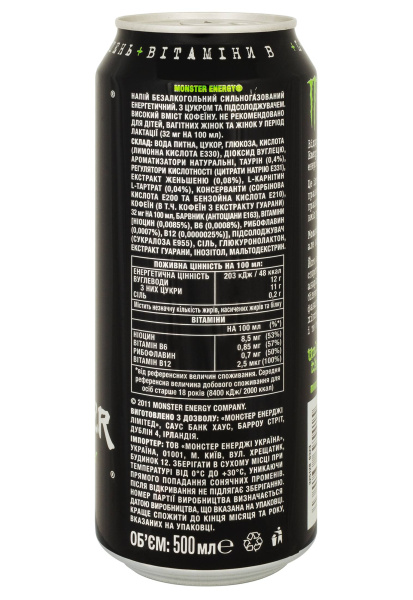 ЕНЬ + ВІТАМІНИ В +
MONSTER ENERGY®
НАПІЙ БЕЗАЛКОГОЛЬНИЙ СИЛЬНОГАЗОВАНИЙ
ЕНЕРГЕТИЧНИЙ. З ЦУКРОМ ТА ПІДСОЛОДЖУВАЧЕМ.
ВИСОКИЙ ВМІСТ КОФЕЇНУ. НЕ РЕКОМЕНДОВАНО
ДЛЯ ДІТЕЙ, ВАГІТНИХ ЖІНОК ТА ЖІНОК У ПЕРІОД
ЛАКТАЦІЇ (32 мг НА 100 мл).
СКЛАД: ВОДА ПИТНА, ЦУКОР, ГЛЮКОЗА, КИСЛОТА
(ЛИМОННА КИСЛОТА Е330), ДІОКСИД ВУГЛЕЦЮ,
АРОМАТИЗАТОРИ НАТУРАЛЬНІ, ТАУРІН (0,4%),
РЕГУЛЯТОРИ КИСЛОТНОСТІ (ЦИТРАТИ НАТРІЮ Е331),
ЕКСТРАКТ ЖЕНЬШЕНЮ (0,08%), L-КАРНІТИН
L-ТАРТРАТ (0,04%), КОНСЕРВАНТИ (СОРБІНОВА
КИСЛОТА Е200 ТА БЕНЗОЙНА КИСЛОТА Е210),
КОФЕЇН (В Т.Ч. КОФЕЇН З ЕКСТРАКТУ ГУАРАНИ)
32 мг НА 100 мл, БАРВНИК (АНТОЦІАНИ Е163), ВІТАМІНИ
[НІОЦИН (0,0085%), В6 (0,0008%), РИБОФЛАВІН
(0,0007%), В12 (0,0000025%)], ПІДСОЛОДЖУВАЧ
(СУКРАЛОЗА Е955), СІЛЬ, ГЛЮКУРОНОЛАКТОН,
ЕКСТРАКТ ГУАРАНИ, ІНОЗІТОЛ, МАЛЬТОДЕКСТРИН.
ПОЖИВНА ЦІННІСТЬ НА 100 мл:
ЕНЕРГЕТИЧНА ЦІННІСТЬ 203 кДж / 48 ккал
ВУГЛЕВОДИ 12 г
З НИХ ЦУКРИ 11 г
СІЛЬ 0,2 г
Містить незначну кількість жирів, насичених жирів та білку
ВІТАМІНИ
НА 100 мл (%*)
НІОЦИН 8,5 мг (53%)
ВІТАМІН В6 0,85 мг (57%)
РИБОФЛАВІН 0,7 мг (50%)
ВІТАМІН В12 2,5 мкг (100%)
*від референсних величин споживання. Середня
референсна величина добового споживання для
осіб старше 18 років (8400 кДж/ 2000 ккал)
© 2011 MONSTER ENERGY COMPANY.
ВИГОТОВЛЕНО З ДОЗВОЛУ: «МОНСТЕР ЕНЕРДЖІ
ЛІМІТЕД», САУС БАНК ХАУС, БАРРОУ СТРІТ,
ДУБЛІН 4, ІРЛАНДІЯ.
ІМПОРТЕР: ТОВ «МОНСТЕР ЕНЕРДЖІ УКРАЇНА»,
УКРАЇНА, 01001, М. КИЇВ, ВУЛ. ХРЕЩАТИК,
БУДИНОК 12. ЗБЕРІГАТИ В СУХОМУ МІСЦІ ПРИ
ТЕМПЕРАТУРІ ВІД 0°С ДО +30°С, УНИКАЮЧИ
ПРЯМОГО ПОПАДАННЯ СОНЯЧНИХ ПРОМЕНІВ.
ПІСЛЯ ВІДКРИТТЯ НЕ ПІДЛЯГАЄ ЗБЕРІГАННЮ.
НОМЕР ПАРТІЇ ВИРОБНИЦТВА ВИЗНАЧАЄТЬСЯ
ДАТОЮ ВИРОБНИЦТВА, ЩО ВКАЗАНА НА УПАКОВЦІ.
КРАЩЕ СПОЖИТИ ДО КІНЦЯ МІСЯЦЯ ТА РОКУ,
ВКАЗАНИХ НА УПАКОВЦІ.
ОБ'ЄМ: 500 мл ℮